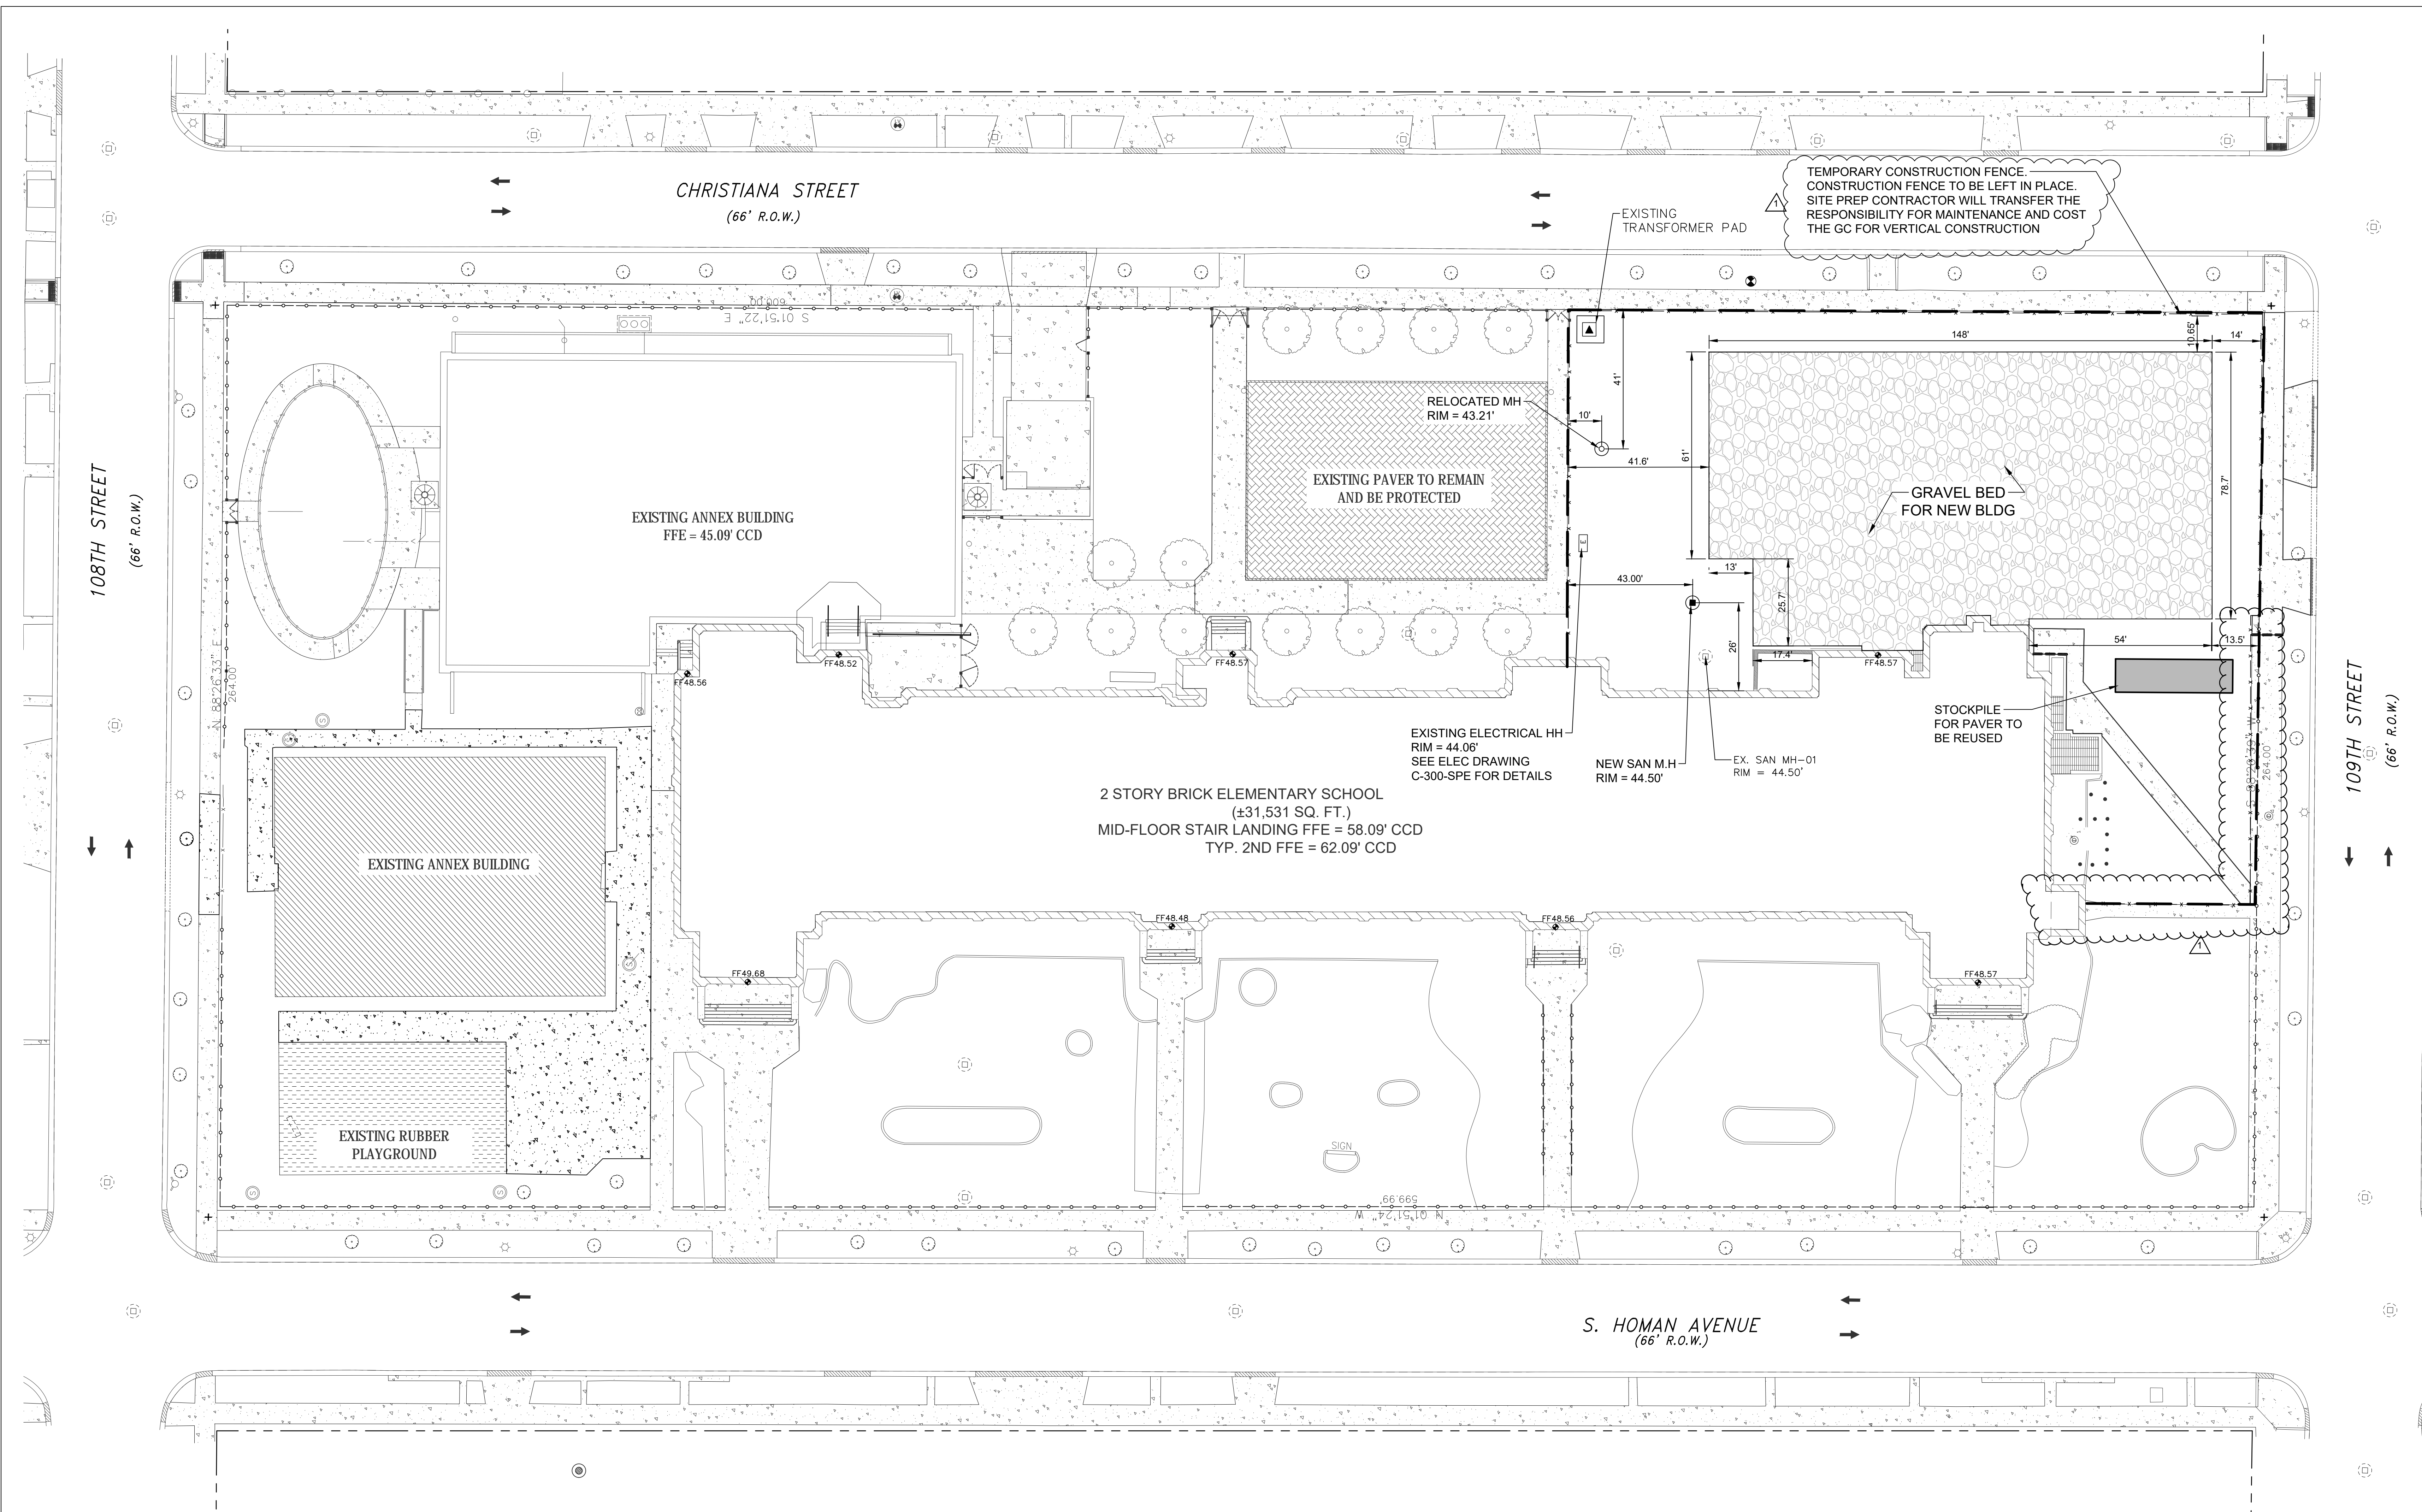 CHRISTIANA STREET
(66' R.O.W.)
TEMPORARY CONSTRUCTION FENCE.
CONSTRUCTION FENCE TO BE LEFT IN PLACE.
SITE PREP CONTRACTOR WILL TRANSFER THE
RESPONSIBILITY FOR MAINTENANCE AND COST
THE GC FOR VERTICAL CONSTRUCTION
1
EXISTING
TRANSFORMER PAD
S 01°51'22" E
600.00'
148'
10.65'
14'
41'
RELOCATED MH
RIM = 43.21'
10'
41.6'
61'
78.7'
GRAVEL BED
FOR NEW BLDG
EXISTING PAVER TO REMAIN
AND BE PROTECTED
EXISTING ANNEX BUILDING
FFE = 45.09' CCD
108TH STREET
(66' R.O.W.)
E
43.00'
13'
25.7'
26'
17.4'
54'
13.5'
N 88°26'33" E
264.00'
FF48.56
FF48.52
FF48.57
FF48.57
STOCKPILE
FOR PAVER TO
BE REUSED
109TH STREET
(66' R.O.W.)
264.00'
EXISTING ELECTRICAL HH
RIM = 44.06'
SEE ELEC DRAWING
C-300-SPE FOR DETAILS
NEW SAN M.H
RIM = 44.50'
EX. SAN MH-01
RIM = 44.50'
2 STORY BRICK ELEMENTARY SCHOOL
(±31,531 SQ. FT.)
MID-FLOOR STAIR LANDING FFE = 58.09' CCD
TYP. 2ND FFE = 62.09' CCD
EXISTING ANNEX BUILDING
FF48.48
FF48.56
FF49.68
FF48.57
1
EXISTING RUBBER
PLAYGROUND
SIGN
N 01°51'24" W
599.99'
S. HOMAN AVENUE
(66' R.O.W.)